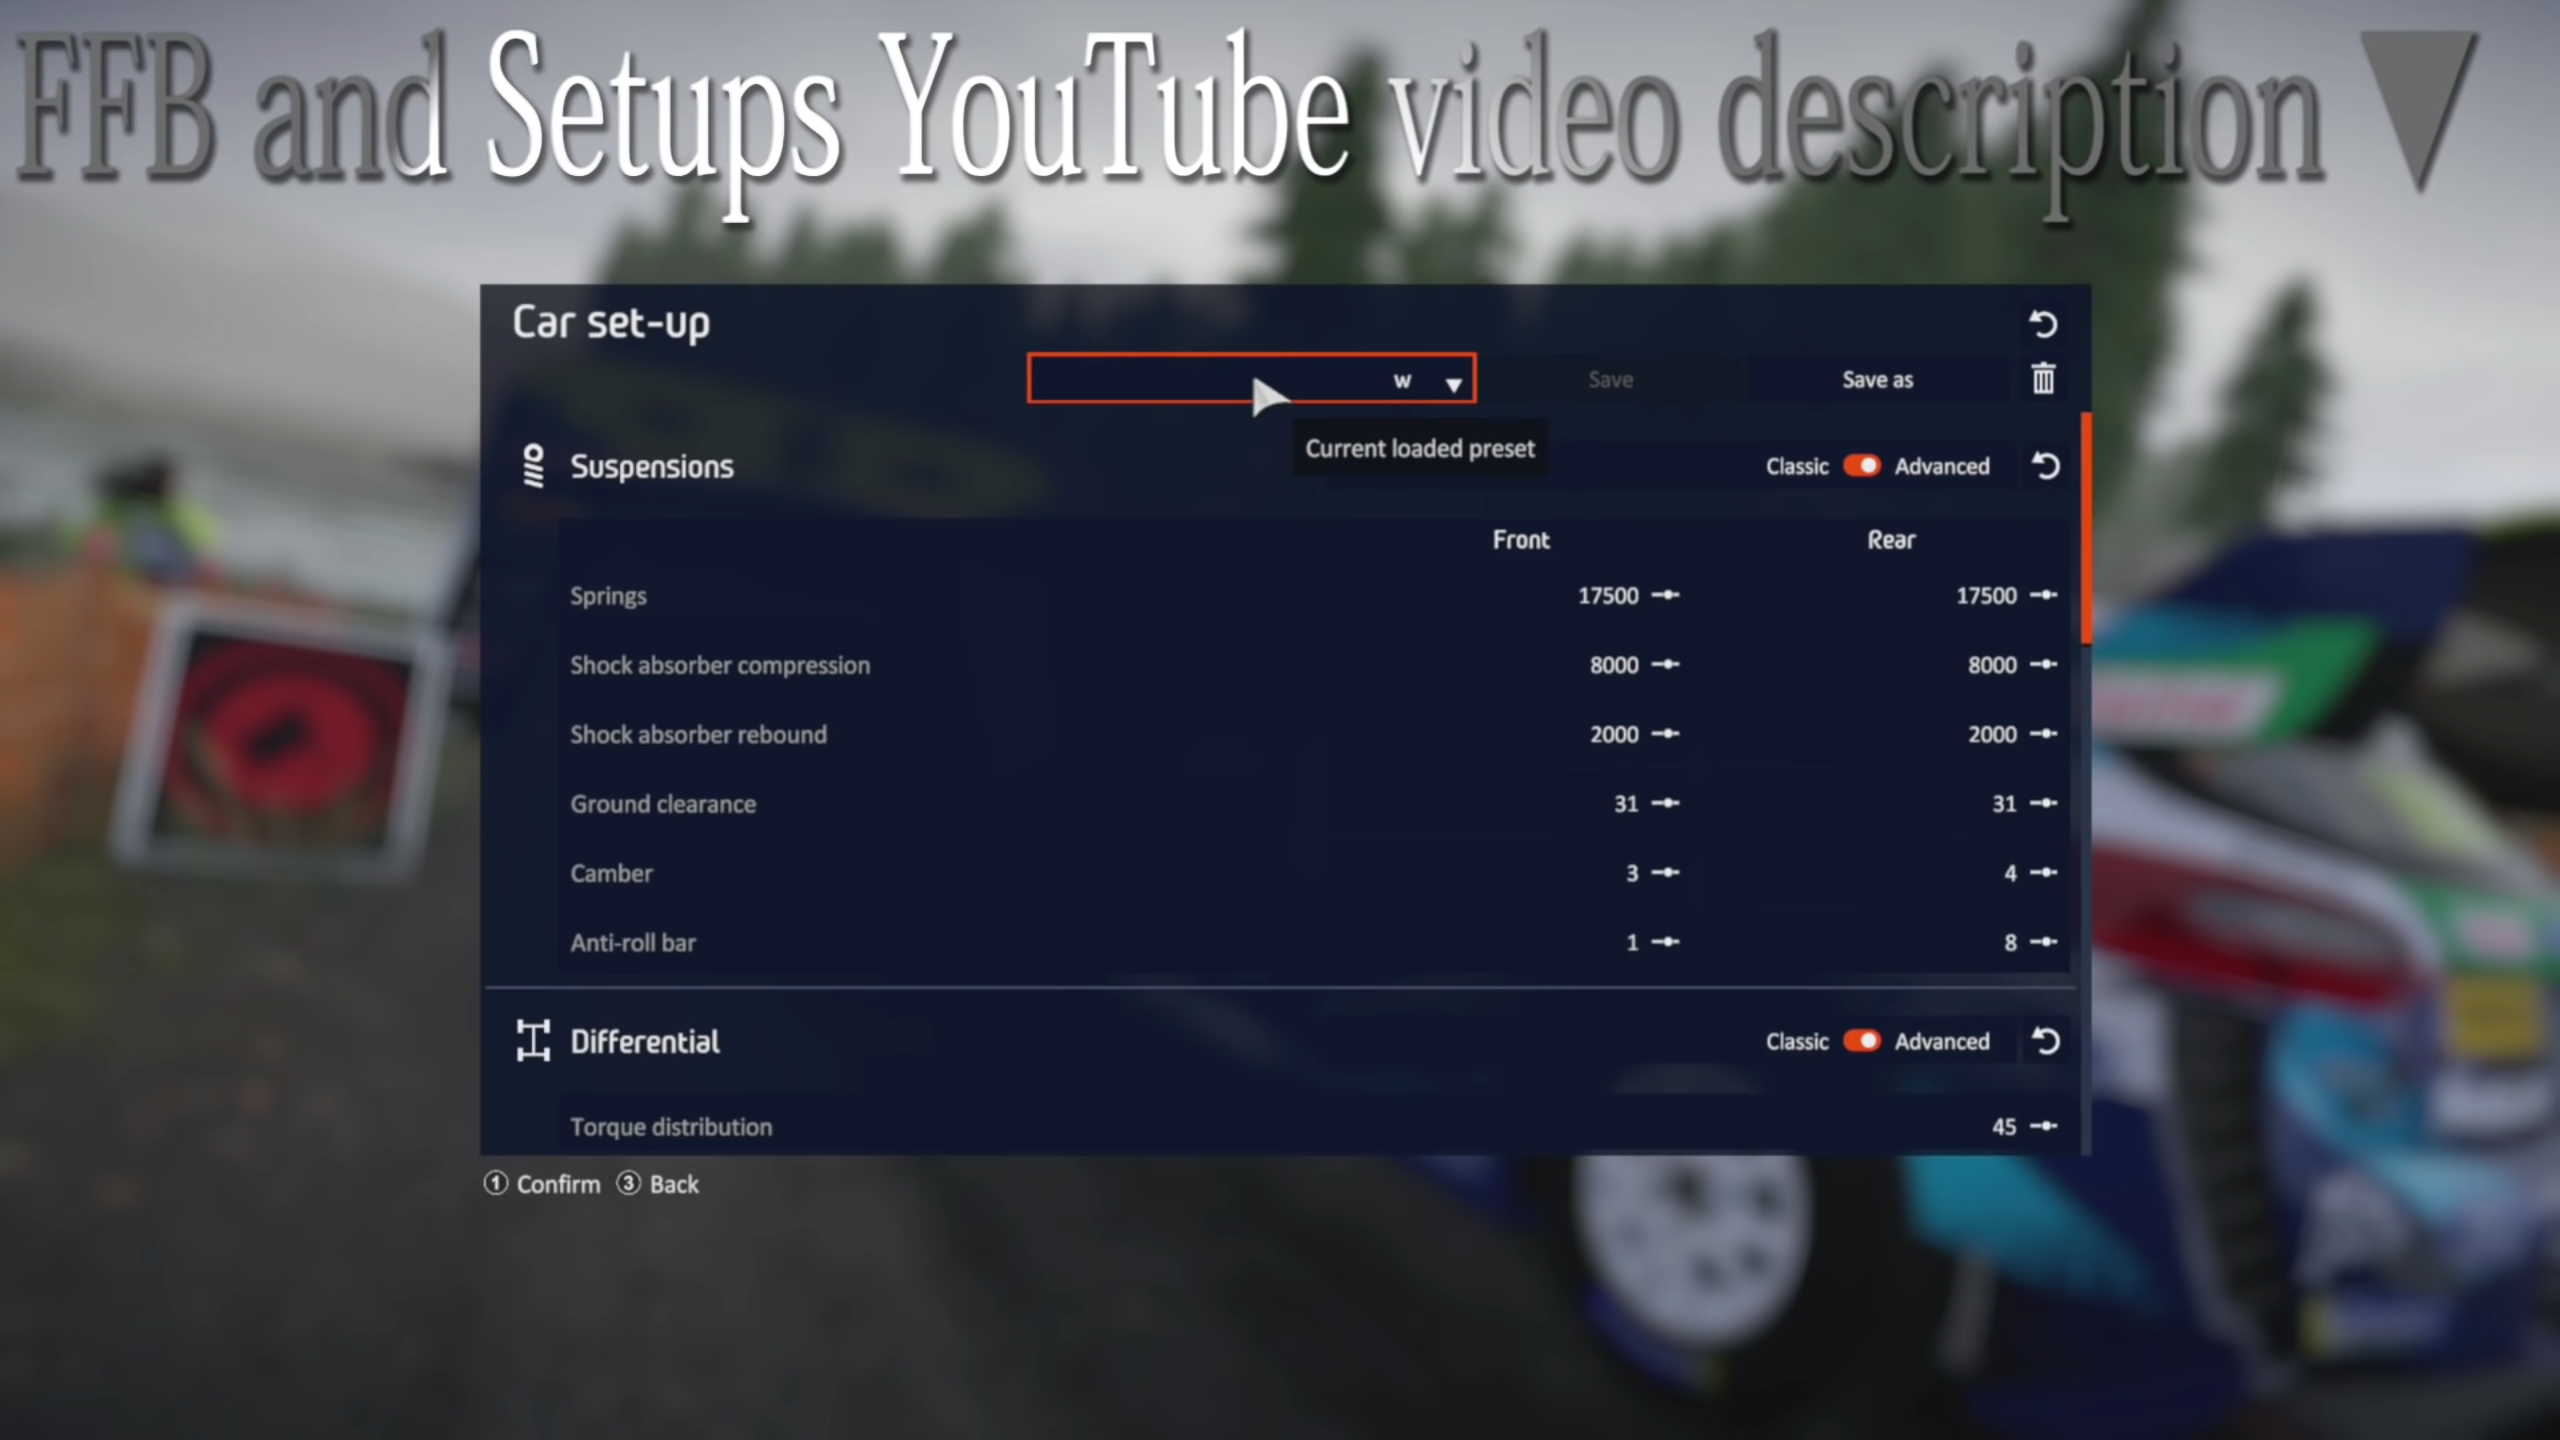 FFB and Setups YouTube video description ▼
Car set-up
w ▼ Save Save as
Current loaded preset
Suspensions Classic Advanced
Front Rear
Springs 17500 17500
Shock absorber compression 8000 8000
Shock absorber rebound 2000 2000
Ground clearance 31 31
Camber 3 4
Anti-roll bar 1 8
Differential Classic Advanced
Torque distribution 45
① Confirm ③ Back